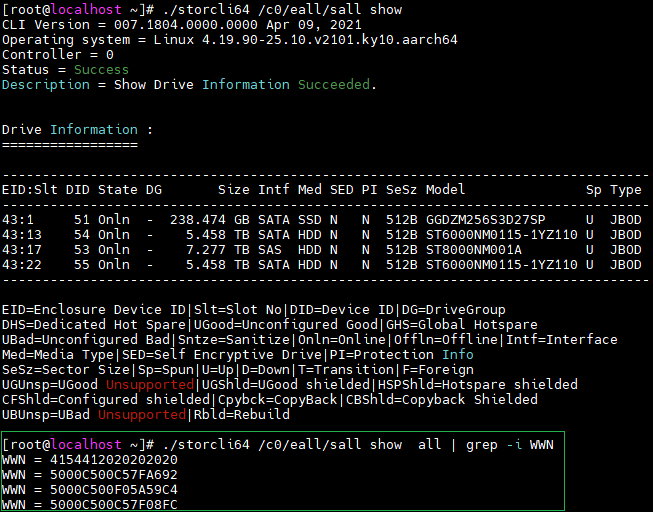 [root@localhost ~]# ./storcli64 /c0/eall/sall show
CLI Version = 007.1804.0000.0000 Apr 09, 2021
Operating system = Linux 4.19.90-25.10.v2101.ky10.aarch64
Controller = 0
Status = Success
Description = Show Drive Information Succeeded.
Drive Information :
=================
-------------------------------------------------------------------------------
EID:Slt DID State DG       Size Intf Med SED PI SeSz Model                Sp Type
-------------------------------------------------------------------------------
43:1     51 Onln  -  238.474 GB SATA SSD N   N  512B GGDZM256S3D27SP      U  JBOD
43:13    54 Onln  -    5.458 TB SATA HDD N   N  512B ST6000NM0115-1YZ110 U  JBOD
43:17    53 Onln  -    7.277 TB SAS  HDD N   N  512B ST8000NM001A         U  JBOD
43:22    55 Onln  -    5.458 TB SATA HDD N   N  512B ST6000NM0115-1YZ110 U  JBOD
-------------------------------------------------------------------------------
EID=Enclosure Device ID|Slt=Slot No|DID=Device ID|DG=DriveGroup
DHS=Dedicated Hot Spare|UGood=Unconfigured Good|GHS=Global Hotspare
UBad=Unconfigured Bad|Sntze=Sanitize|Onln=Online|Offln=Offline|Intf=Interface
Med=Media Type|SED=Self Encryptive Drive|PI=Protection Info
SeSz=Sector Size|Sp=Spun|U=Up|D=Down|T=Transition|F=Foreign
UGUnsp=UGood Unsupported|UGShld=UGood shielded|HSPShld=Hotspare shielded
CFShld=Configured shielded|Cpybck=CopyBack|CBShld=Copyback Shielded
UBUnsp=UBad Unsupported|Rbld=Rebuild
[root@localhost ~]# ./storcli64 /c0/eall/sall show  all | grep -i WWN
WWN = 4154412020202020
WWN = 5000C500C57FA692
WWN = 5000C500F05A59C4
WWN = 5000C500C57F08FC